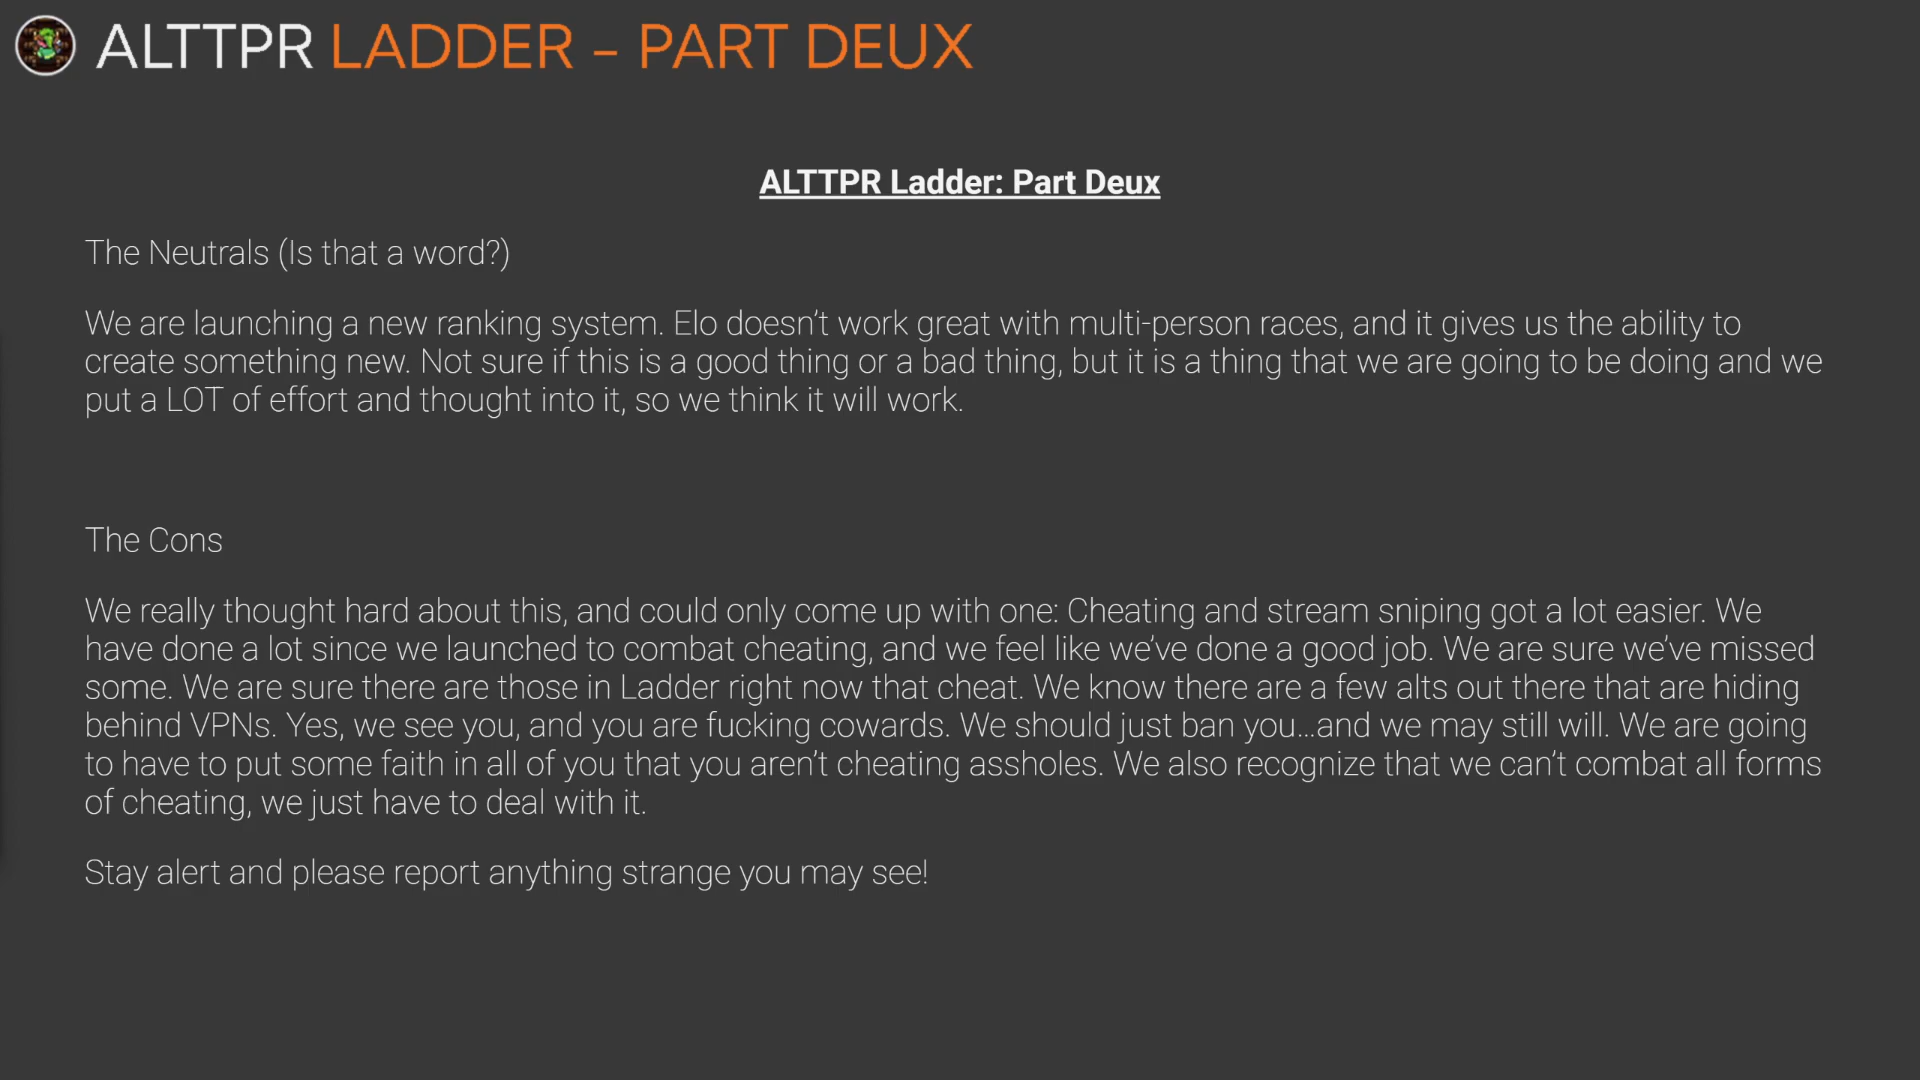 ALTTPR LADDER – PART DEUX
ALTTPR Ladder: Part Deux
The Neutrals (Is that a word?)
We are launching a new ranking system. Elo doesn’t work great with multi-person races, and it gives us the ability to
create something new. Not sure if this is a good thing or a bad thing, but it is a thing that we are going to be doing and we
put a LOT of effort and thought into it, so we think it will work.
The Cons
We really thought hard about this, and could only come up with one: Cheating and stream sniping got a lot easier. We
have done a lot since we launched to combat cheating, and we feel like we’ve done a good job. We are sure we’ve missed
some. We are sure there are those in Ladder right now that cheat. We know there are a few alts out there that are hiding
behind VPNs. Yes, we see you, and you are fucking cowards. We should just ban you…and we may still will. We are going
to have to put some faith in all of you that you aren’t cheating assholes. We also recognize that we can’t combat all forms
of cheating, we just have to deal with it.
Stay alert and please report anything strange you may see!